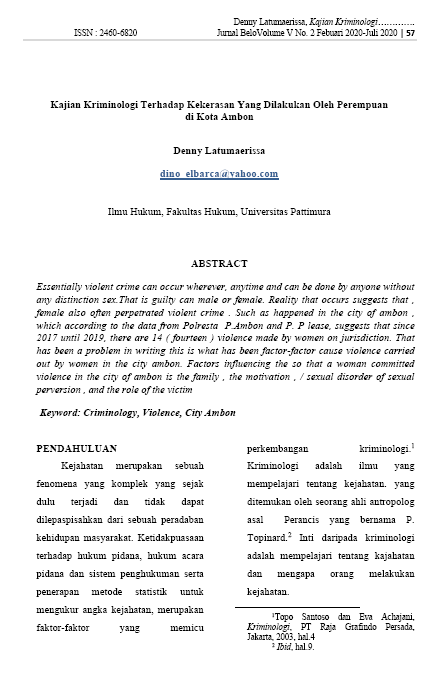 Denny Latumaerissa, Kajian Kriminologi………….
ISSN : 2460-6820 Jurnal BeloVolume V No. 2 Febuari 2020-Juli 2020 | 57
Kajian Kriminologi Terhadap Kekerasan Yang Dilakukan Oleh Perempuan
di Kota Ambon
Denny Latumaerissa
dino_elbarca@yahoo.com
Ilmu Hukum, Fakultas Hukum, Universitas Pattimura
ABSTRACT
Essentially violent crime can occur wherever, anytime and can be done by anyone without
any distinction sex.That is guilty can male or female. Reality that occurs suggests that ,
female also often perpetrated violent crime . Such as happened in the city of ambon ,
which according to the data from Polresta P.Ambon and P. P lease, suggests that since
2017 until 2019, there are 14 ( fourteen ) violence made by women on jurisdiction. That
has been a problem in writing this is what has been factor-factor cause violence carried
out by women in the city ambon. Factors influencing the so that a woman committed
violence in the city of ambon is the family , the motivation , / sexual disorder of sexual
perversion , and the role of the victim
Keyword: Criminology, Violence, City Ambon
PENDAHULUAN
Kejahatan merupakan sebuah
fenomena yang komplek yang sejak
dulu terjadi dan tidak dapat
dilepaspisahkan dari sebuah peradaban
kehidupan masyarakat. Ketidakpuasaan
terhadap hukum pidana, hukum acara
pidana dan sistem penghukuman serta
penerapan metode statistik untuk
mengukur angka kejahatan, merupakan
faktor-faktor yang memicu
perkembangan kriminologi.1
Kriminologi adalah ilmu yang
mempelajari tentang kejahatan. yang
ditemukan oleh seorang ahli antropolog
asal Perancis yang bernama P.
Topinard.2 Inti daripada kriminologi
adalah mempelajari tentang kajahatan
dan mengapa orang melakukan
kejahatan.
1Topo Santoso dan Eva Achajani,
Kriminologi, PT Raja Grafindo Persada,
Jakarta, 2003, hal.4
2 Ibid, hal.9.